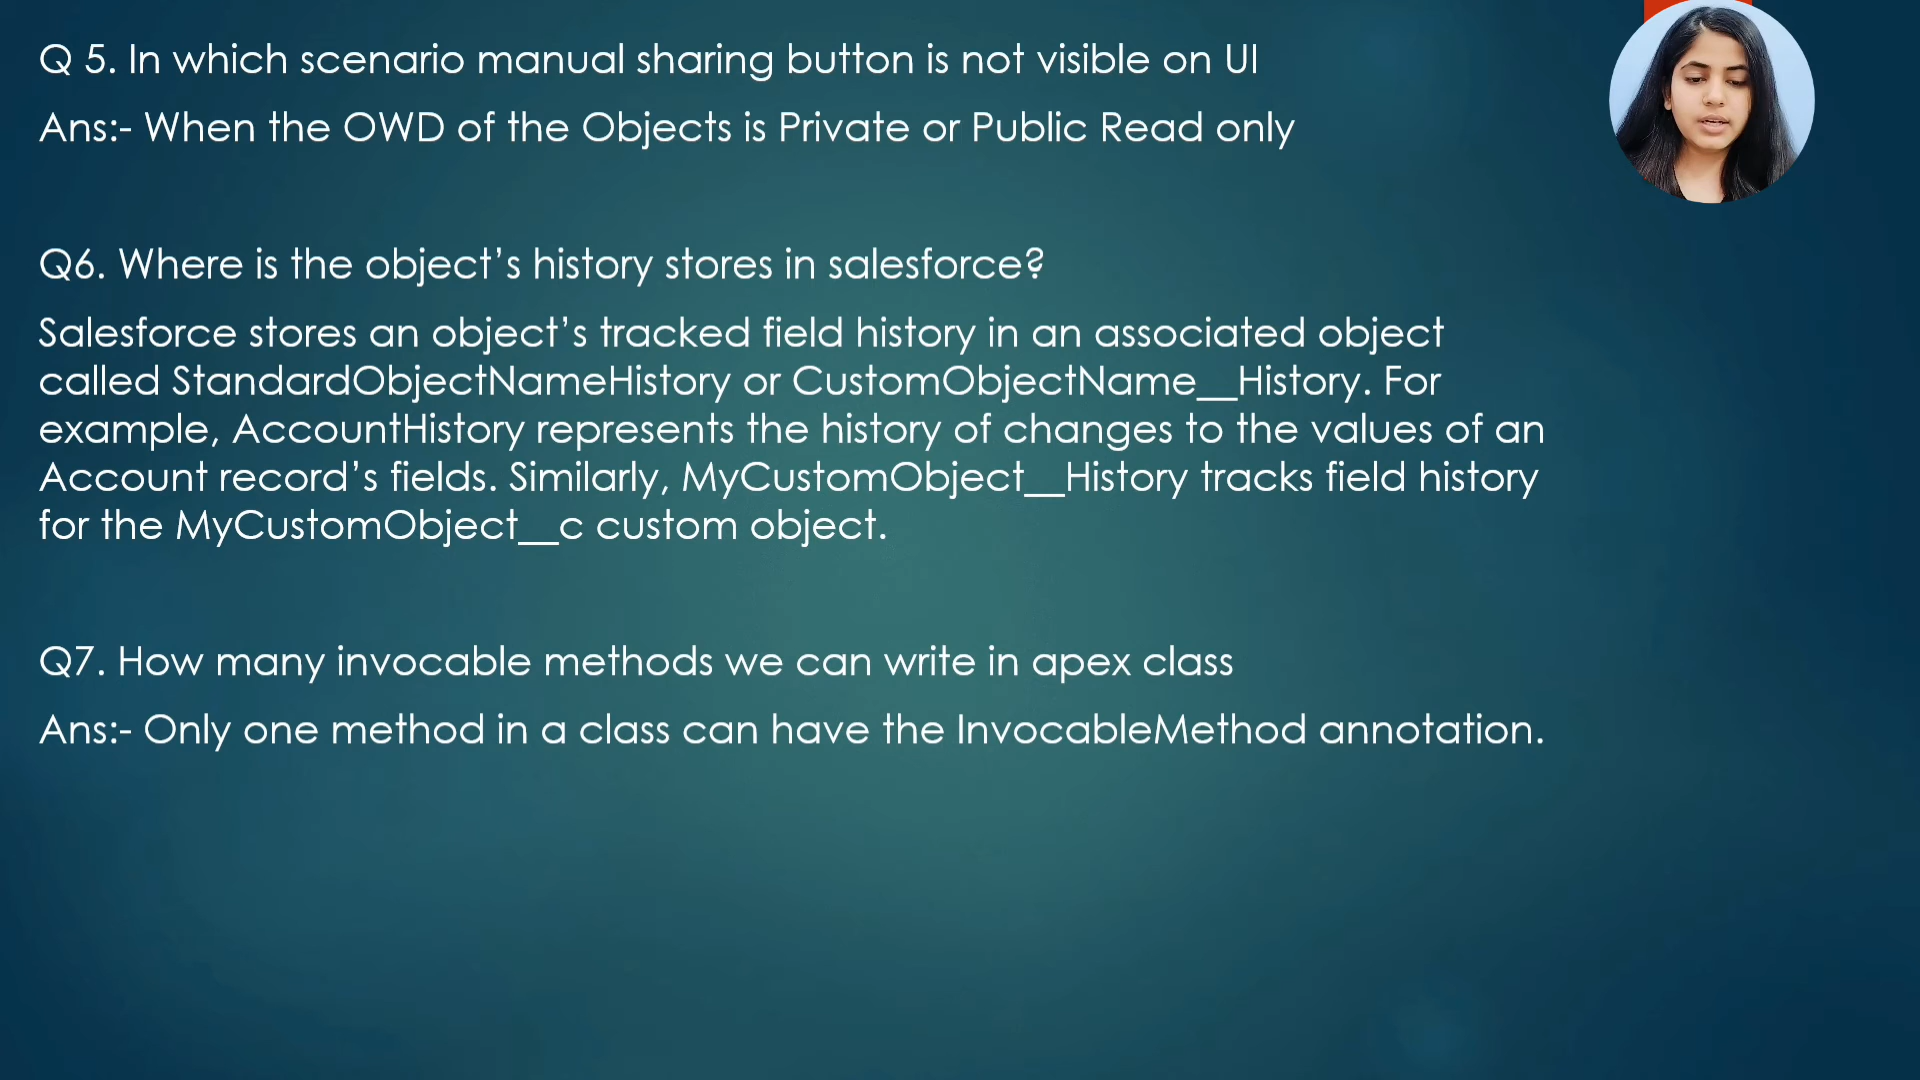 Q 5. In which scenario manual sharing button is not visible on UI
Ans:- When the OWD of the Objects is Private or Public Read only
Q6. Where is the object’s history stores in salesforce?
Salesforce stores an object’s tracked field history in an associated object
called StandardObjectNameHistory or CustomObjectName__History. For
example, AccountHistory represents the history of changes to the values of an
Account record’s fields. Similarly, MyCustomObject__History tracks field history
for the MyCustomObject__c custom object.
Q7. How many invocable methods we can write in apex class
Ans:- Only one method in a class can have the InvocableMethod annotation.